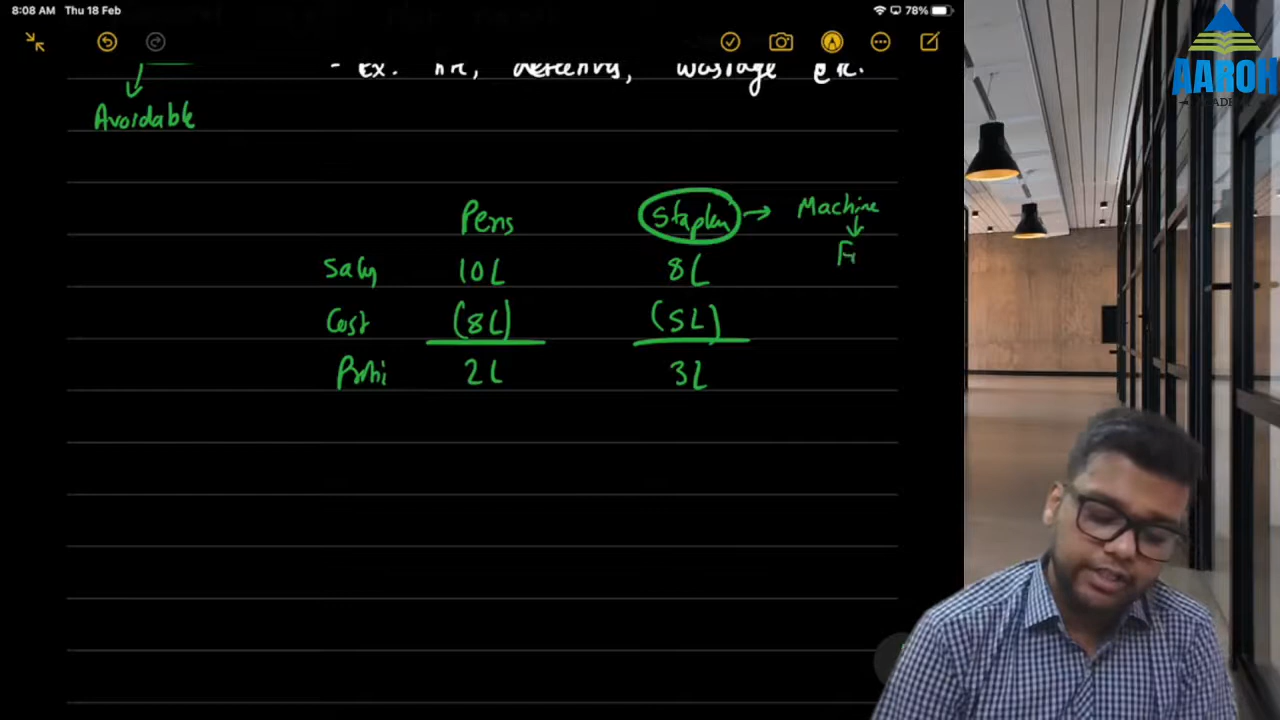 8:08 AM Thu 18 Feb
78%
AAROH
ACADEMY
- Ex. wastage etc.
Avoidable
Pens Stapler → Machine
Sales 10L 8L
Cost (8L) (5L)
2L 3L